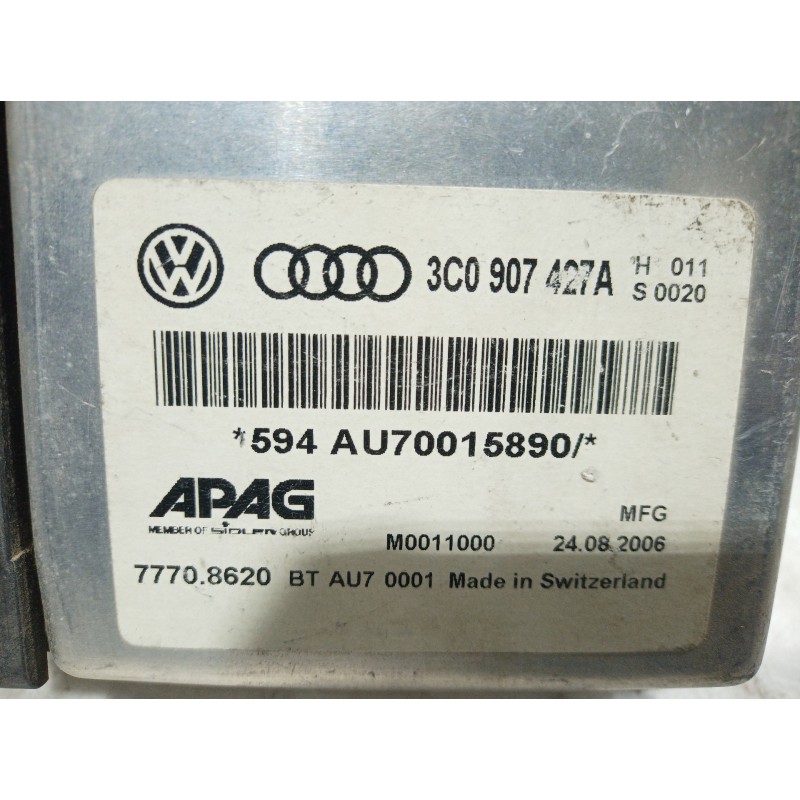 3C0 907 427A H 011
S 0020
*594 AU70015890/*
APAG
MEMBER OF SIDLER GROUP
MFG
M0011000 24.08.2006
7770.8620 BT AU7 0001 Made in Switzerland